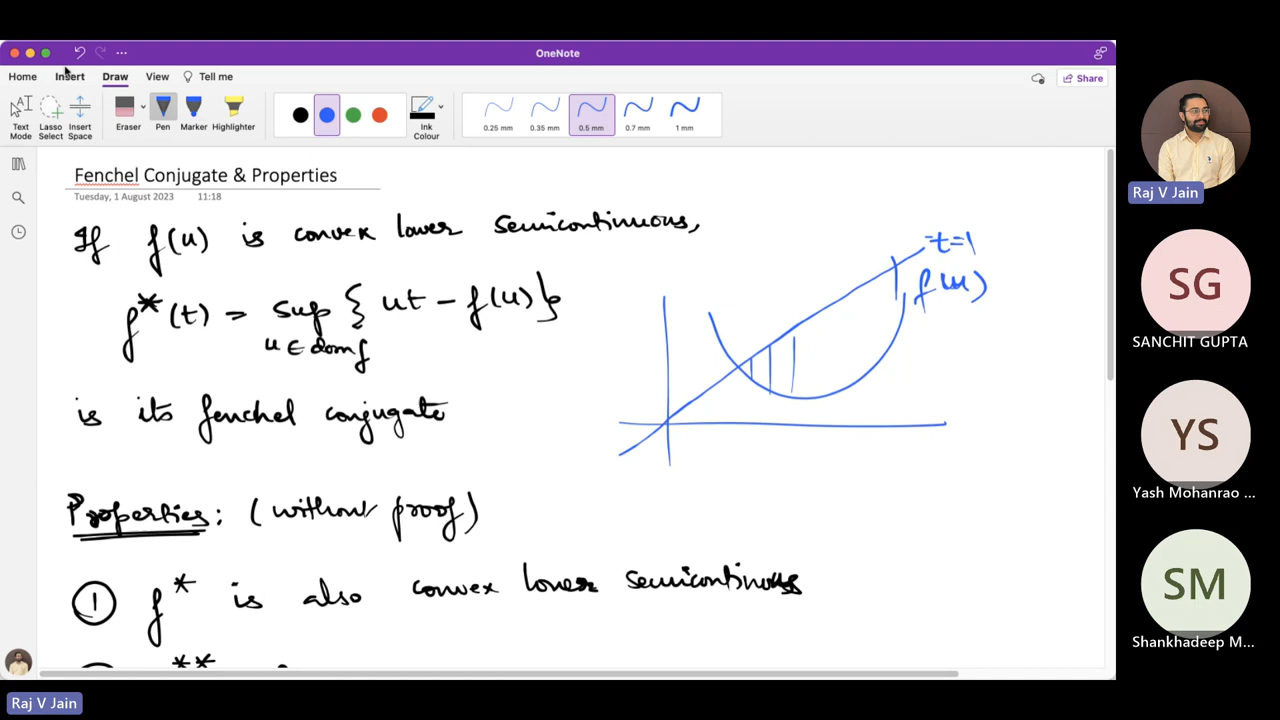 OneNote
Home Insert Draw View Tell me
Share
Text Mode
Lasso Select
Insert Space
Eraser
Pen
Marker
Highlighter
Ink Colour
0.25 mm
0.35 mm
0.5 mm
0.7 mm
1 mm
Fenchel Conjugate & Properties
Tuesday, 1 August 2023 11:18
If f(u) is convex lower semicontinuous,
t=1
f(u)
f*(t) = sup { ut - f(u) }
u ∈ dom f
is its fenchel conjugate
Properties: (without proof)
① f* is also convex lower semicontinuous
**
Raj V Jain
SG
SANCHIT GUPTA
YS
Yash Mohanrao ...
SM
Shankhadeep M...
Raj V Jain